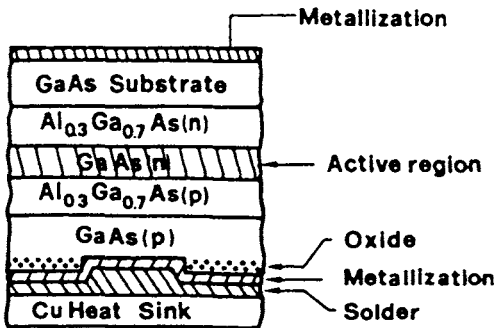 Metallization
GaAs Substrate
Al0.3Ga0.7As(n)
GaAs(n)
Active region
Al0.3Ga0.7As(p)
GaAs(p)
Oxide
Metallization
Solder
Cu Heat Sink